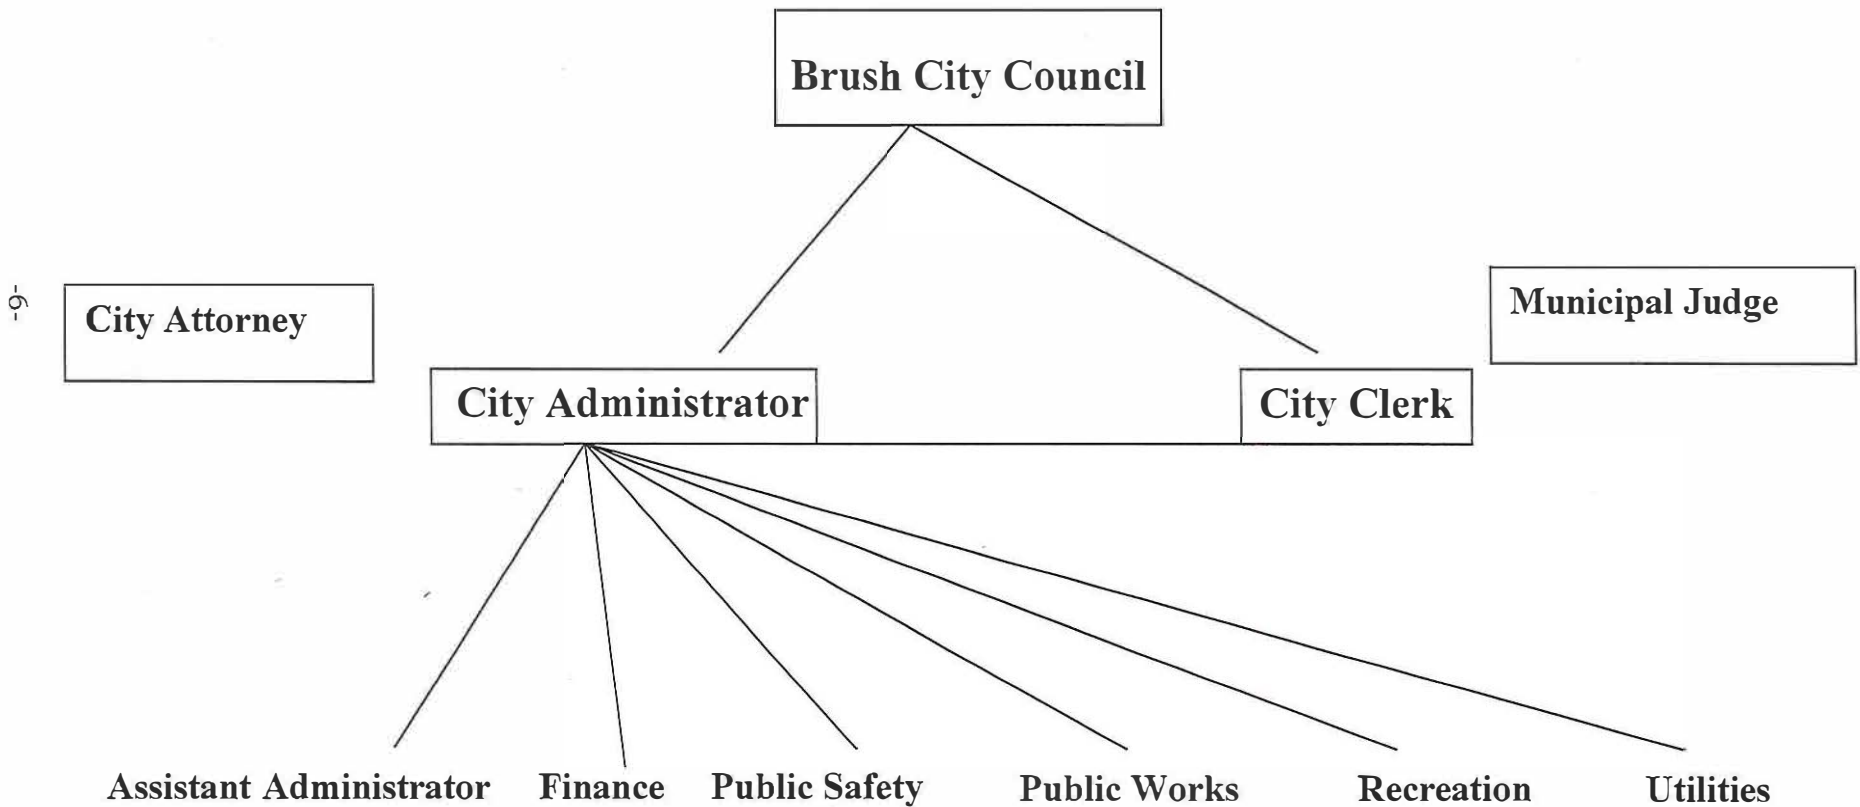 Brush City Council
-9-
City Attorney
Municipal Judge
City Administrator
City Clerk
Assistant Administrator Finance Public Safety Public Works Recreation Utilities